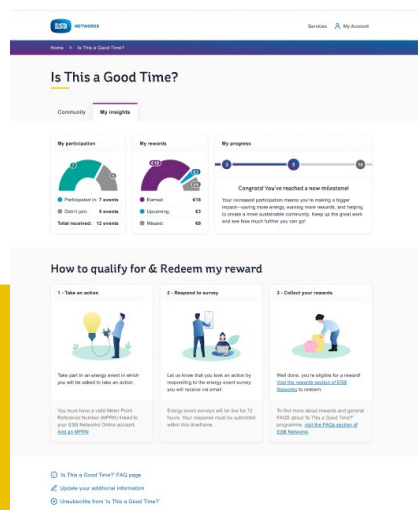 ESB NETWORKS
Services My Account
Home > Is This a Good Time?
Is This a Good Time?
Community My insights
My participation
7
5
Participated in: 7 events
Didn't join: 5 events
Total received: 12 events
My rewards
€15
€3
Earned: €15
Upcoming: €3
Missed: €6
My progress
Congrats! You've reached a new milestone!
Your increased participation means you're making a bigger
impact—saving more energy, earning more rewards, and helping
to create a more sustainable community. Keep up the great work
and see how much further you can go!
How to qualify for & Redeem my reward
1 - Take an action
Take part in an energy event in which
you will be asked to take an action.
You must have a valid Meter Point
Reference Number (MPRN) linked to
your ESB Networks Online account.
Add an MPRN
2 - Respond to survey
Let us know that you took an action by
responding to the energy event survey
you will receive via email.
Energy event surveys will be live for 72
hours. Your response must be submitted
within this timeframe
3 - Collect your rewards
Well done, you're eligible for a reward!
Visit the rewards section of ESB
Networks to redeem.
To find more about rewards and general
FAQS about 'Is This a Good Time?'
programme, visit the FAQs section of
ESB Networks
'Is This a Good Time?' FAQ page
Update your additional information
Unsubscribe from 'Is This a Good Time?'